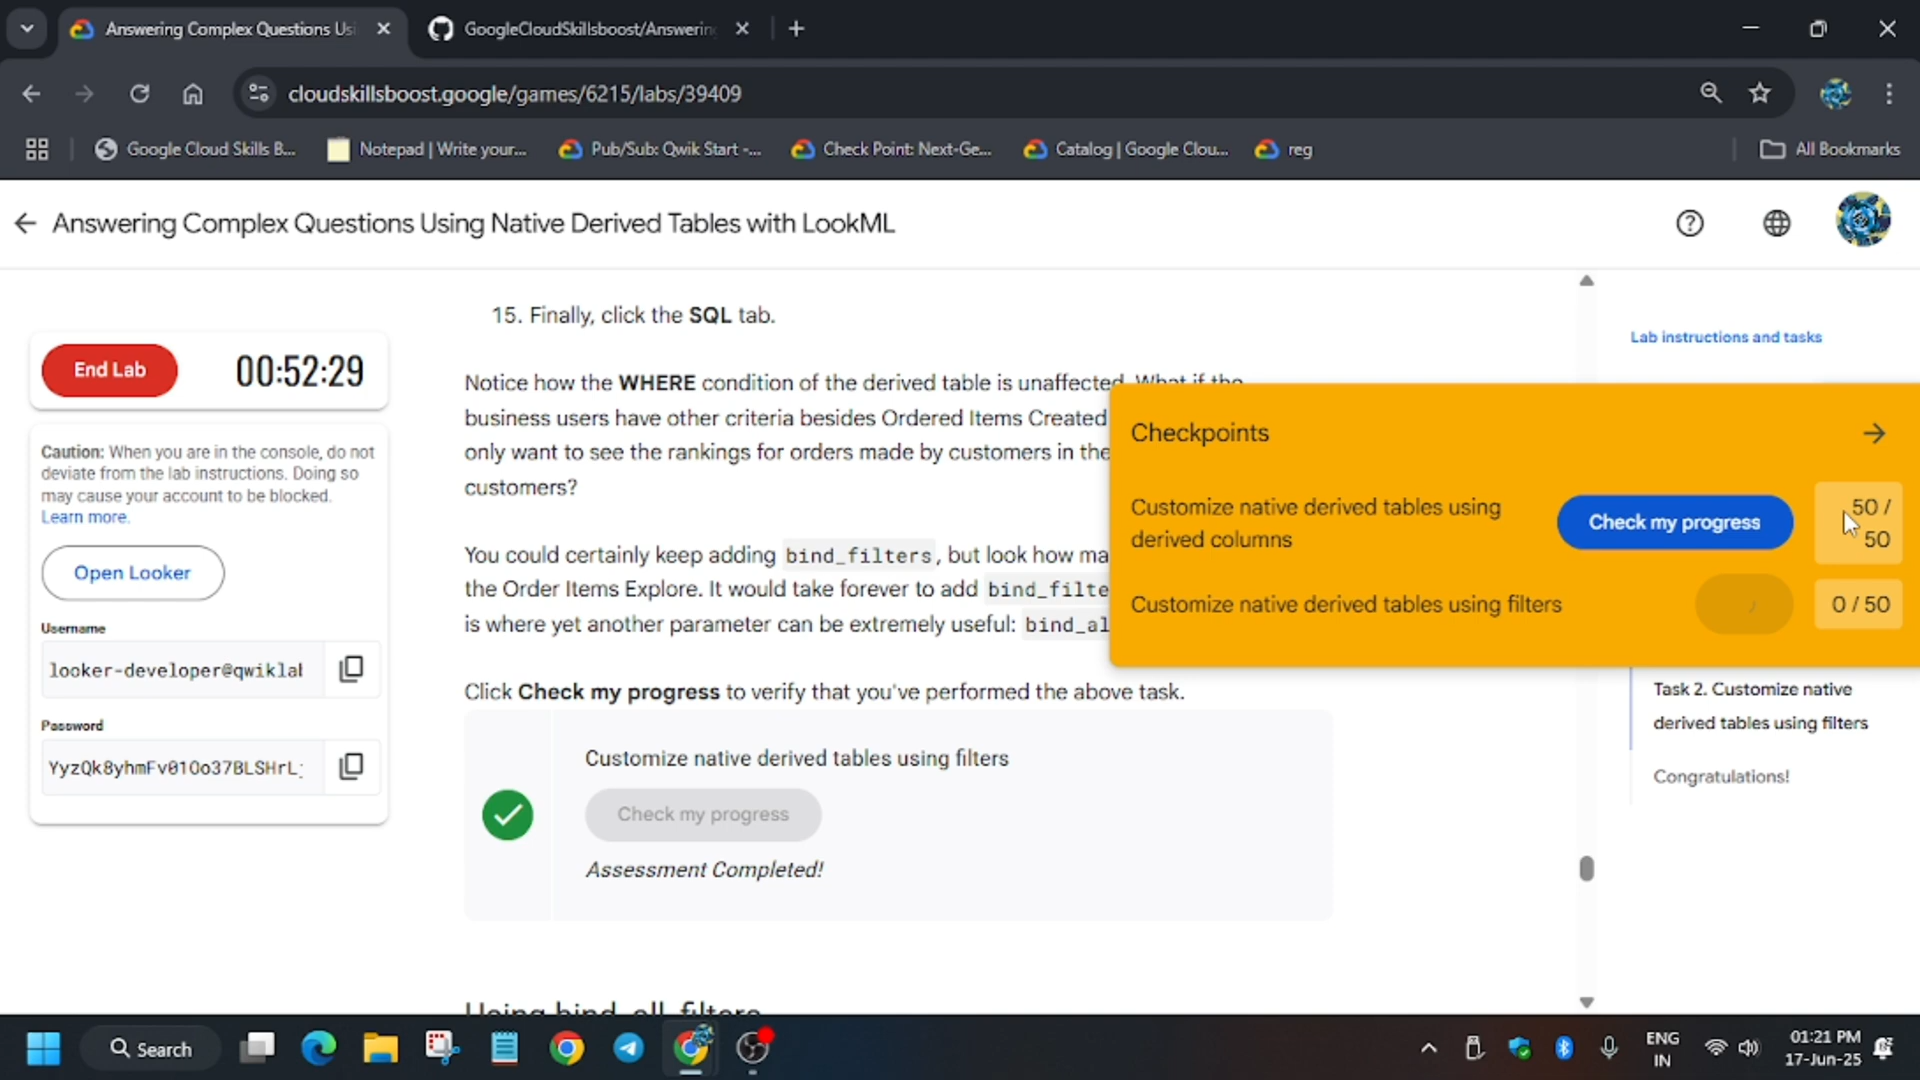 Answering Complex Questions Usi
GoogleCloudSkillsboost/Answering
cloudskillsboost.google/games/6215/labs/39409
Google Cloud Skills B...
Notepad | Write your...
Pub/Sub: Qwik Start -...
Check Point: Next-Ge...
Catalog | Google Clou...
reg
All Bookmarks
Answering Complex Questions Using Native Derived Tables with LookML
End Lab
00:52:29
Caution: When you are in the console, do not
deviate from the lab instructions. Doing so
may cause your account to be blocked.
Learn more.
Open Looker
Username
looker-developer@qwiklab
Password
15. Finally, click the SQL tab.
Notice how the WHERE condition of the derived table is unaffected. What if the
business users have other criteria besides Ordered Items Created
only want to see the rankings for orders made by customers in the
customers?
You could certainly keep adding bind_filters, but look how ma
the Order Items Explore. It would take forever to add bind_filte
is where yet another parameter can be extremely useful: bind_al
Click Check my progress to verify that you've performed the above task.
Customize native derived tables using filters
Check my progress
Assessment Completed!
Using bind_all_filters
Lab instructions and tasks
Checkpoints
Customize native derived tables using
derived columns
Check my progress
50 /
50
Customize native derived tables using filters
0 / 50
Task 2. Customize native
derived tables using filters
Congratulations!
Search
ENG
IN
01:21 PM
17-Jun-25